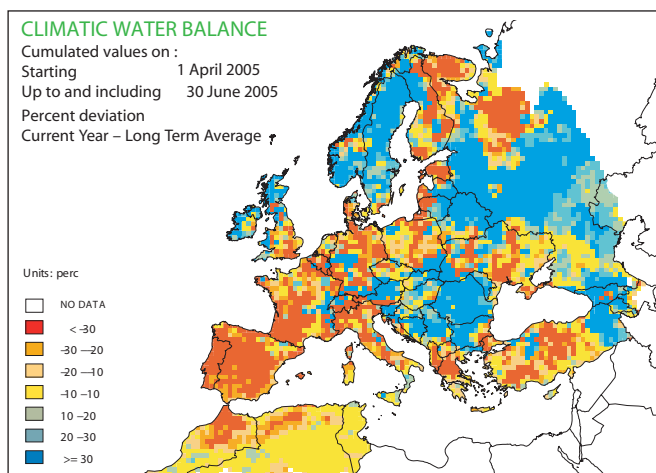 CLIMATIC WATER BALANCE
Cumulated values on :
Starting 1 April 2005
Up to and including 30 June 2005
Percent deviation
Current Year – Long Term Average
Units: perc
NO DATA
< -30
-30 —20
-20 —10
-10 –10
10 –20
20 –30
>= 30